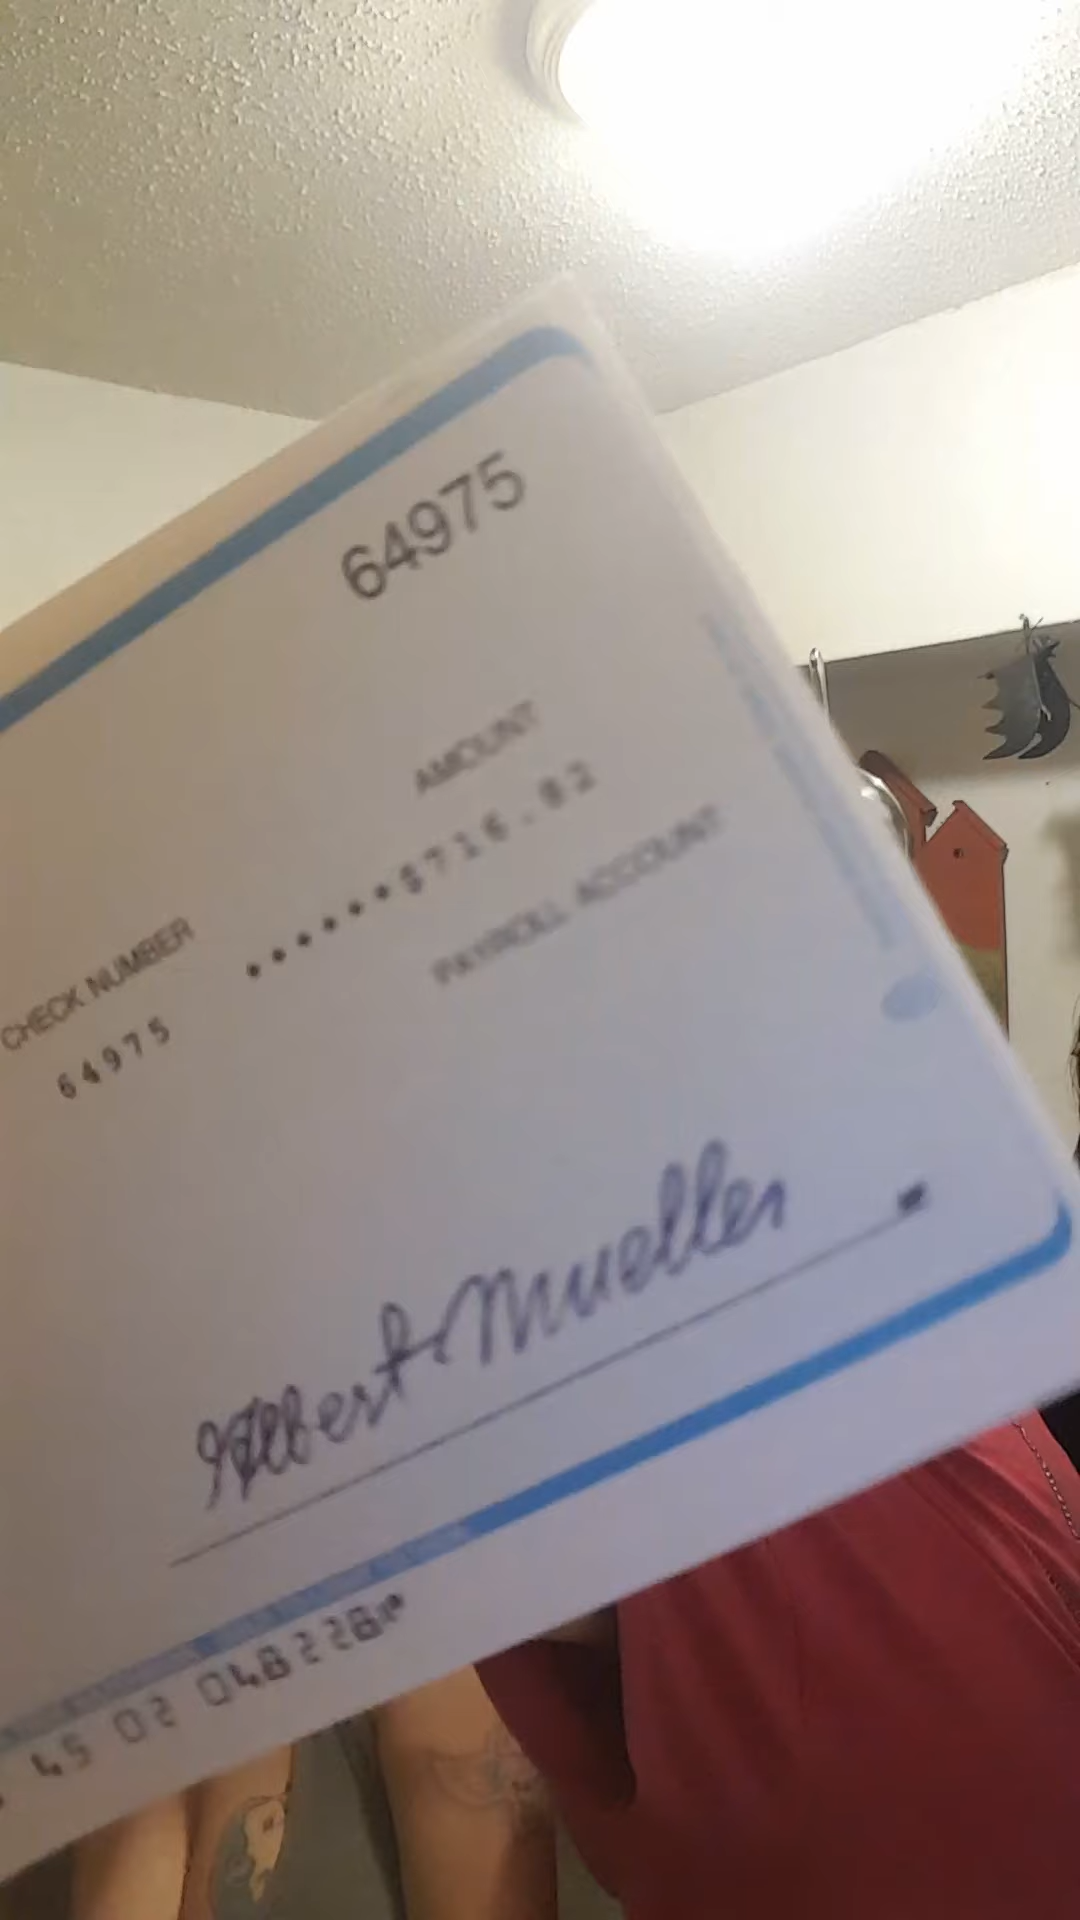 64975
AMOUNT
CHECK NUMBER
******$716.82
64975
PAYROLL ACCOUNT
Albert Mueller
45 02 048228